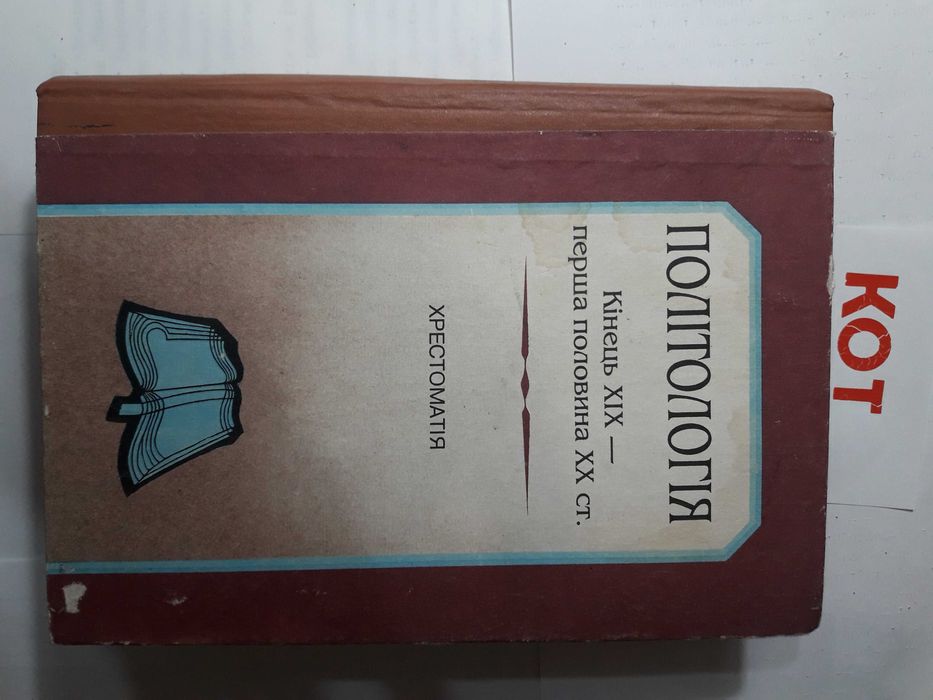 ПОЛІТОЛОГІЯ
Кінець XIX —
перша половина XX ст.
ХРЕСТОМАТІЯ
КОТ